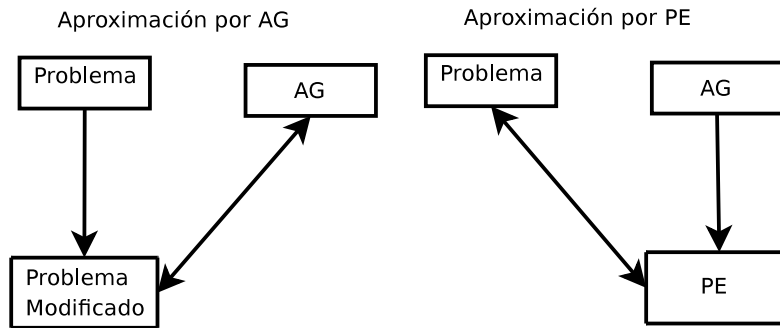 Aproximación por AG
Problema
AG
Problema
Modificado
Aproximación por PE
Problema
AG
PE